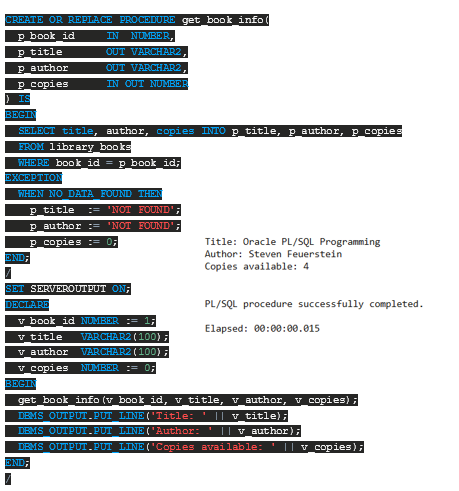 CREATE OR REPLACE PROCEDURE get_book_info(
  p_book_id     IN  NUMBER,
  p_title       OUT VARCHAR2,
  p_author      OUT VARCHAR2,
  p_copies      IN OUT NUMBER
) IS
BEGIN
  SELECT title, author, copies INTO p_title, p_author, p_copies
  FROM library_books
  WHERE book_id = p_book_id;
EXCEPTION
  WHEN NO_DATA_FOUND THEN
    p_title  := 'NOT FOUND';
    p_author := 'NOT FOUND';
    p_copies := 0;
END;
/
SET SERVEROUTPUT ON;
DECLARE
  v_book_id NUMBER := 1;
  v_title   VARCHAR2(100);
  v_author  VARCHAR2(100);
  v_copies  NUMBER := 0;
BEGIN
  get_book_info(v_book_id, v_title, v_author, v_copies);
  DBMS_OUTPUT.PUT_LINE('Title: ' || v_title);
  DBMS_OUTPUT.PUT_LINE('Author: ' || v_author);
  DBMS_OUTPUT.PUT_LINE('Copies available: ' || v_copies);
END;
/
Title: Oracle PL/SQL Programming
Author: Steven Feuerstein
Copies available: 4
PL/SQL procedure successfully completed.
Elapsed: 00:00:00.015